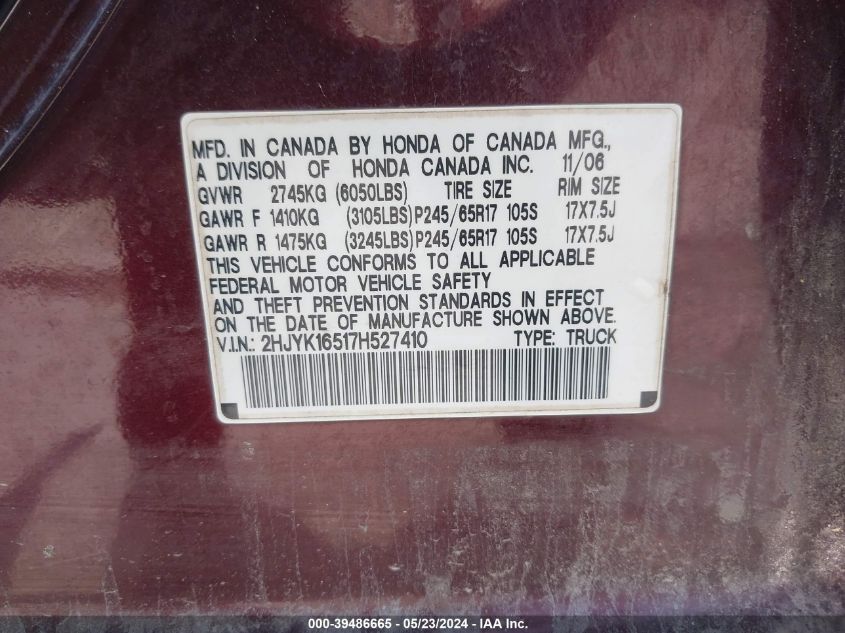 MFD. IN CANADA BY HONDA OF CANADA MFG.,
A DIVISION OF HONDA CANADA INC. 11/06
GVWR 2745KG (6050LBS) TIRE SIZE RIM SIZE
GAWR F 1410KG (3105LBS) P245/65R17 105S 17X7.5J
GAWR R 1475KG (3245LBS) P245/65R17 105S 17X7.5J
THIS VEHICLE CONFORMS TO ALL APPLICABLE
FEDERAL MOTOR VEHICLE SAFETY
AND THEFT PREVENTION STANDARDS IN EFFECT
ON THE DATE OF MANUFACTURE SHOWN ABOVE.
V.I.N.: 2HJYK16517H527410 TYPE: TRUCK
000-39486665 - 05/23/2024 - IAA Inc.